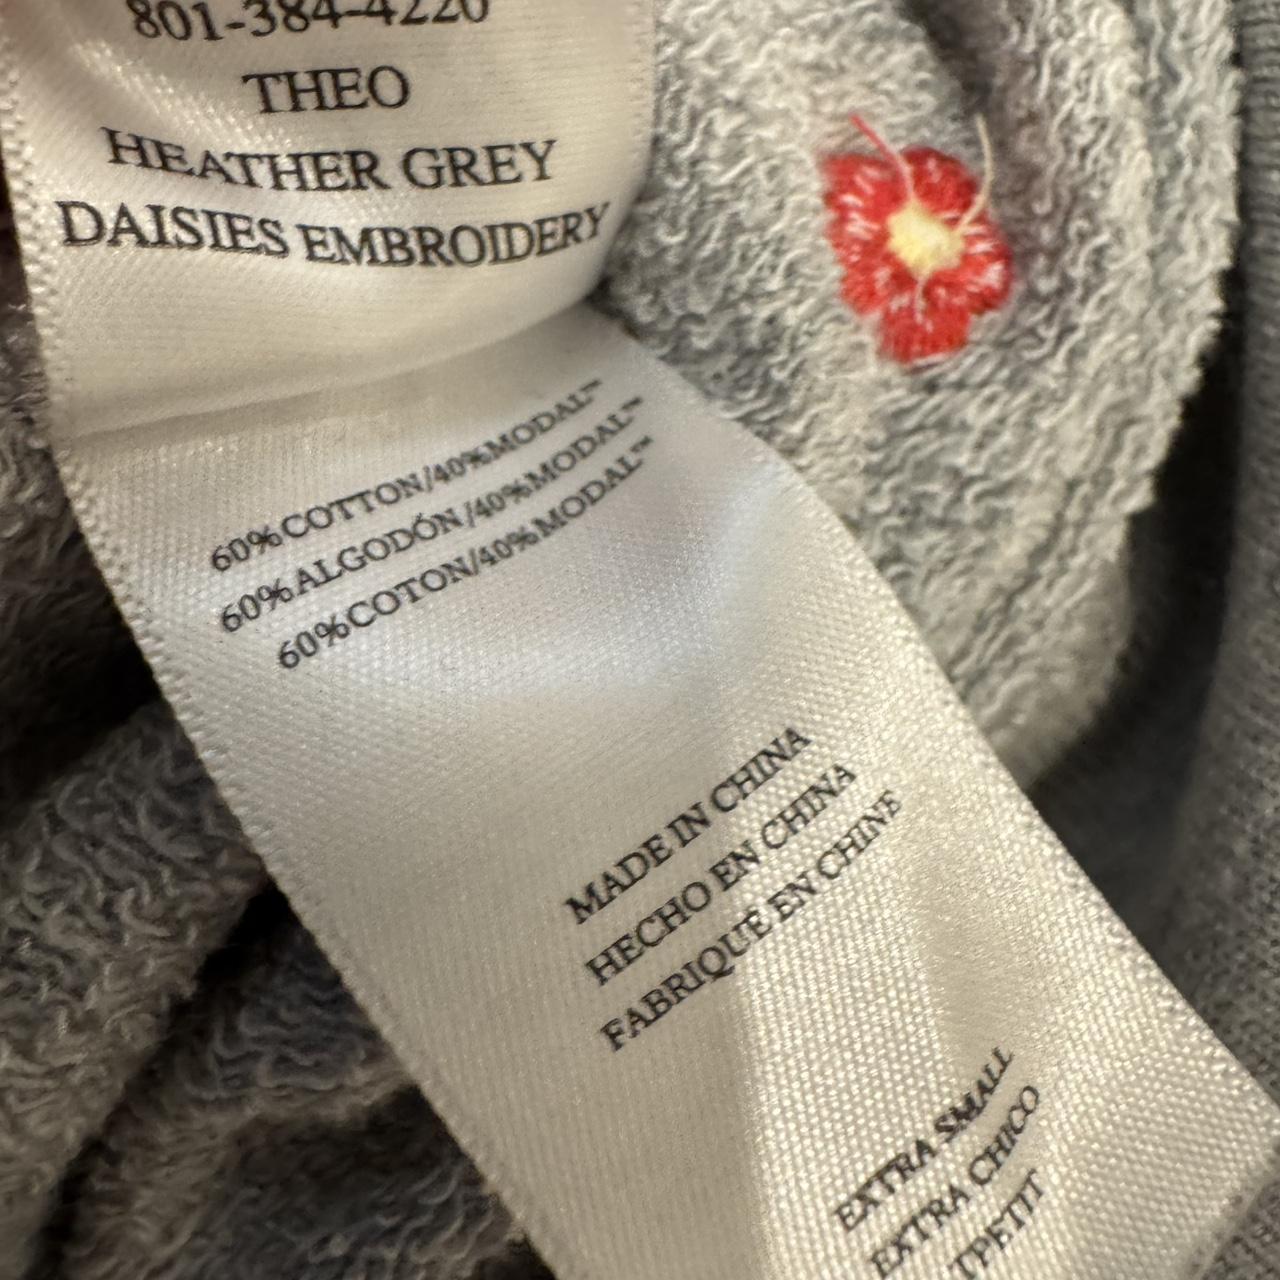 801-384-4220
THEO
HEATHER GREY
DAISIES EMBROIDERY
60%COTTON/40%MODAL™
60%ALGODÓN/40%MODAL™
60%COTON/40%MODAL™
MADE IN CHINA
HECHO EN CHINA
FABRIQUÉ EN CHINE
EXTRA SMALL
EXTRA CHICO
TPETIT